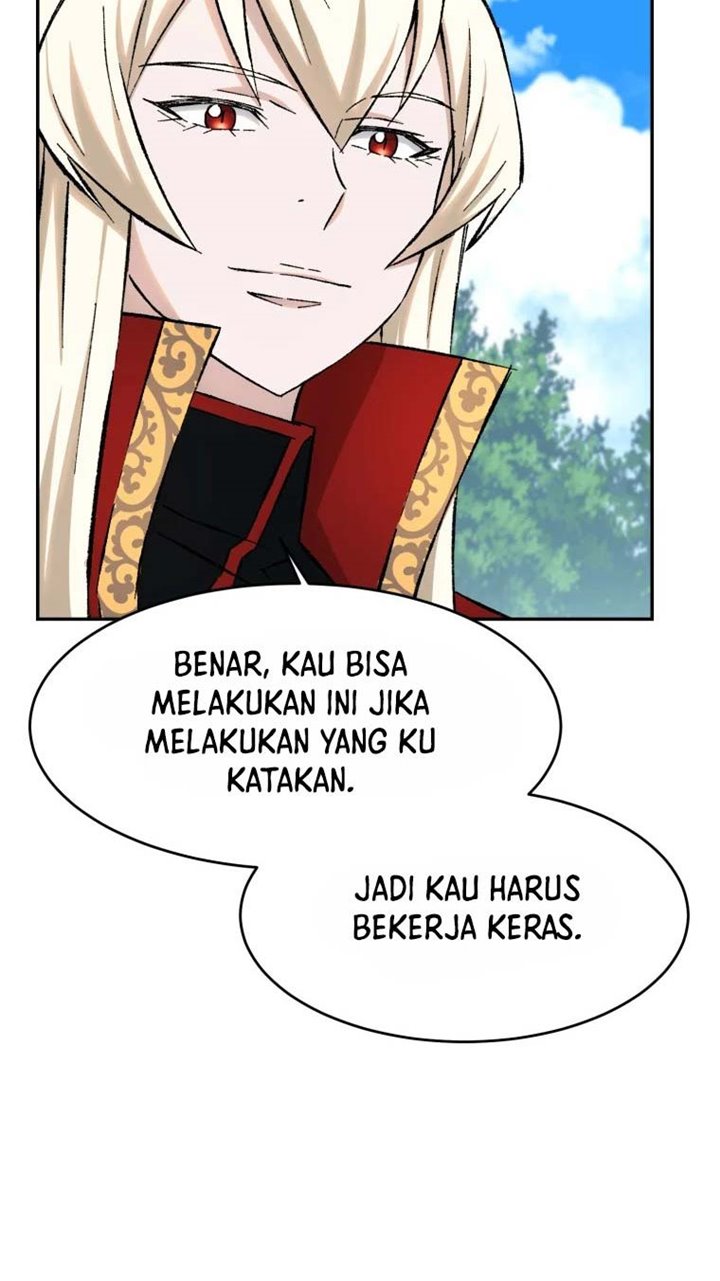 BENAR, KAU BISA
MELAKUKAN INI JIKA
MELAKUKAN YANG KU
KATAKAN.
JADI KAU HARUS
BEKERJA KERAS.